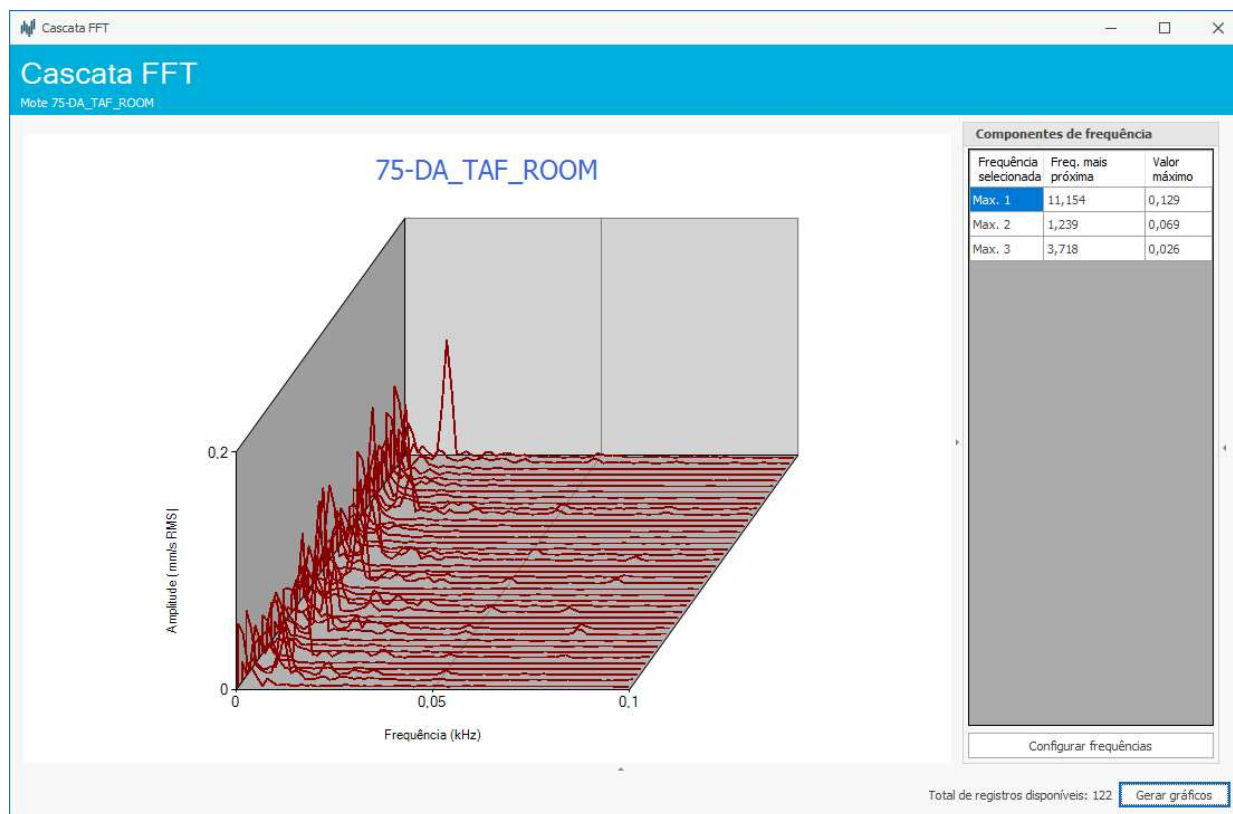 Cascata FFT
Cascata FFT
Mote 75-DA_TAF_ROOM
75-DA_TAF_ROOM
0,2
0
Amplitude (mm/s RMS)
0
0,05
0,1
Frequência (kHz)
Componentes de frequência
Frequência selecionada Freq. mais próxima Valor máximo
Max. 1 11,154 0,129
Max. 2 1,239 0,069
Max. 3 3,718 0,026
Configurar frequências
Total de registros disponíveis: 122 Gerar gráficos